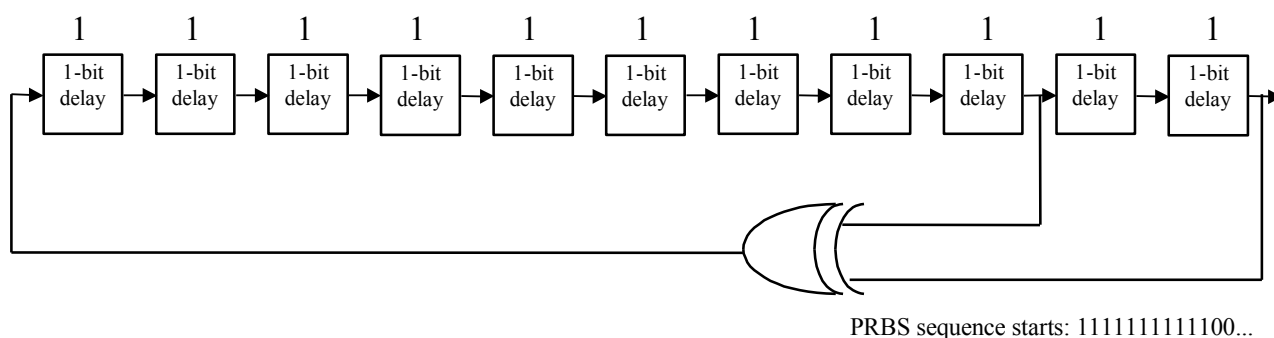 1 1 1 1 1 1 1 1 1 1 1
1-bit delay 1-bit delay 1-bit delay 1-bit delay 1-bit delay 1-bit delay 1-bit delay 1-bit delay 1-bit delay 1-bit delay 1-bit delay
PRBS sequence starts: 1111111111100...